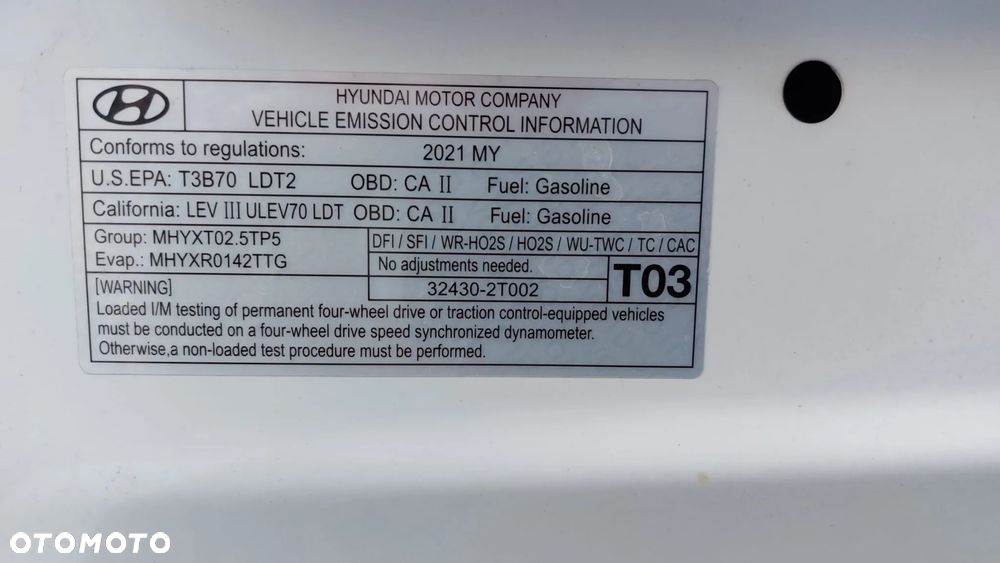 HYUNDAI MOTOR COMPANY
VEHICLE EMISSION CONTROL INFORMATION
Conforms to regulations: 2021 MY
U.S.EPA: T3B70 LDT2 OBD: CA II Fuel: Gasoline
California: LEV III ULEV70 LDT OBD: CA II Fuel: Gasoline
Group: MHYXT02.5TP5
Evap.: MHYXR0142TTG
DFI / SFI / WR-HO2S / HO2S / WU-TWC / TC / CAC
No adjustments needed.
32430-2T002
T03
[WARNING]
Loaded I/M testing of permanent four-wheel drive or traction control-equipped vehicles
must be conducted on a four-wheel drive speed synchronized dynamometer.
Otherwise,a non-loaded test procedure must be performed.
OTOMOTO